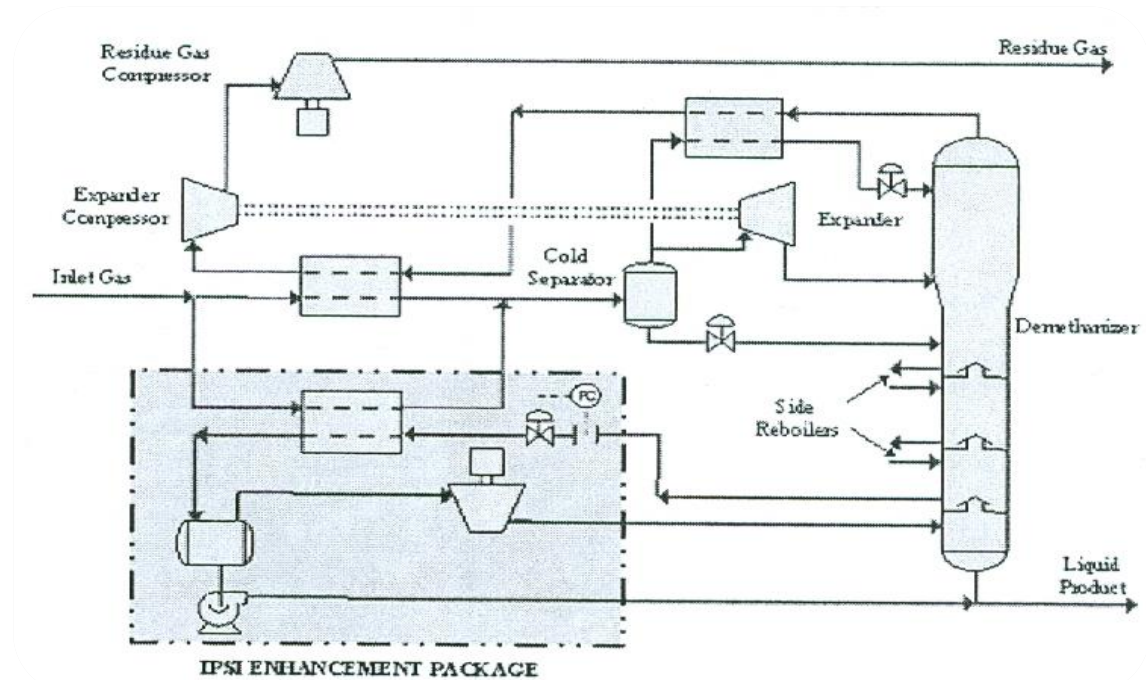 Residue Gas
Compressor
Residue Gas
Expander
Compressor
Expander
Inlet Gas
Cold
Separator
Demethanizer
PC
Side
Reboilers
Liquid
Product
IPSI ENHANCEMENT PACKAGE